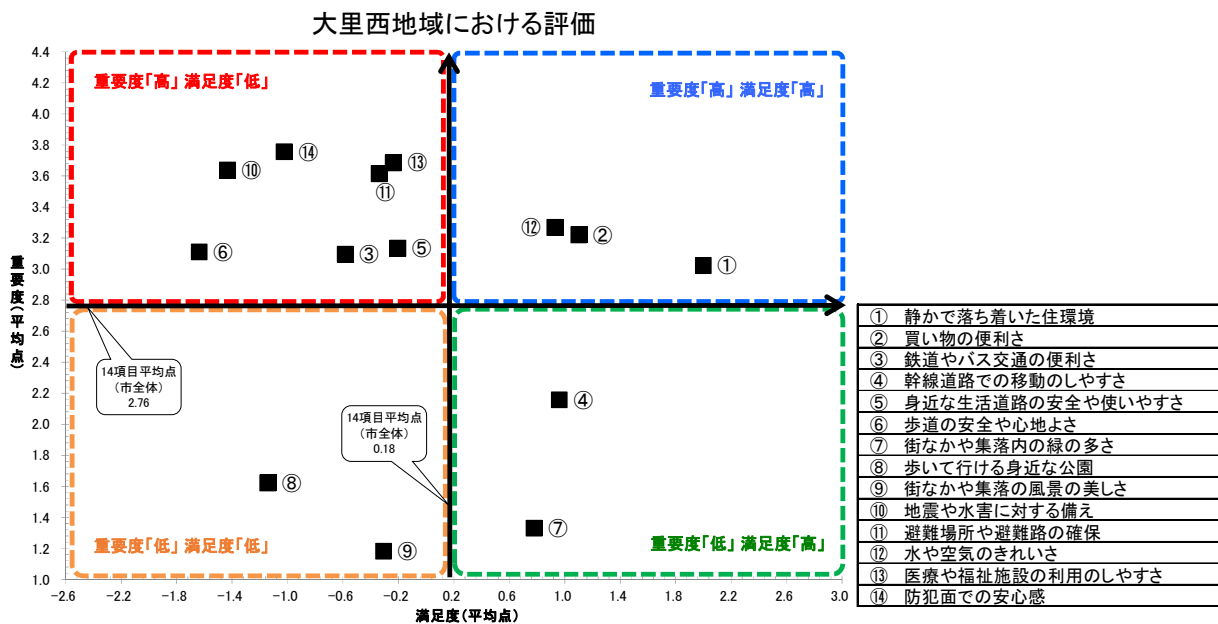 大里西地域における評価
4.4
4.2
4.0
3.8
3.6
3.4
3.2
3.0
2.8
2.6
2.4
2.2
2.0
1.8
1.6
1.4
1.2
1.0
重要度(平均点)
重要度「高」 満足度「低」
重要度「高」 満足度「高」
⑭
⑬
⑩
⑪
⑫
②
⑥
③
⑤
①
14項目平均点
(市全体)
2.76
14項目平均点
(市全体)
0.18
④
⑧
⑦
⑨
重要度「低」 満足度「低」
重要度「低」 満足度「高」
-2.6
-2.2
-1.8
-1.4
-1.0
-0.6
-0.2
0.2
0.6
1.0
1.4
1.8
2.2
2.6
3.0
満足度(平均点)
① 静かで落ち着いた住環境
② 買い物の便利さ
③ 鉄道やバス交通の便利さ
④ 幹線道路での移動のしやすさ
⑤ 身近な生活道路の安全や使いやすさ
⑥ 歩道の安全や心地よさ
⑦ 街なかや集落内の緑の多さ
⑧ 歩いて行ける身近な公園
⑨ 街なかや集落の風景の美しさ
⑩ 地震や水害に対する備え
⑪ 避難場所や避難路の確保
⑫ 水や空気のきれいさ
⑬ 医療や福祉施設の利用のしやすさ
⑭ 防犯面での安心感